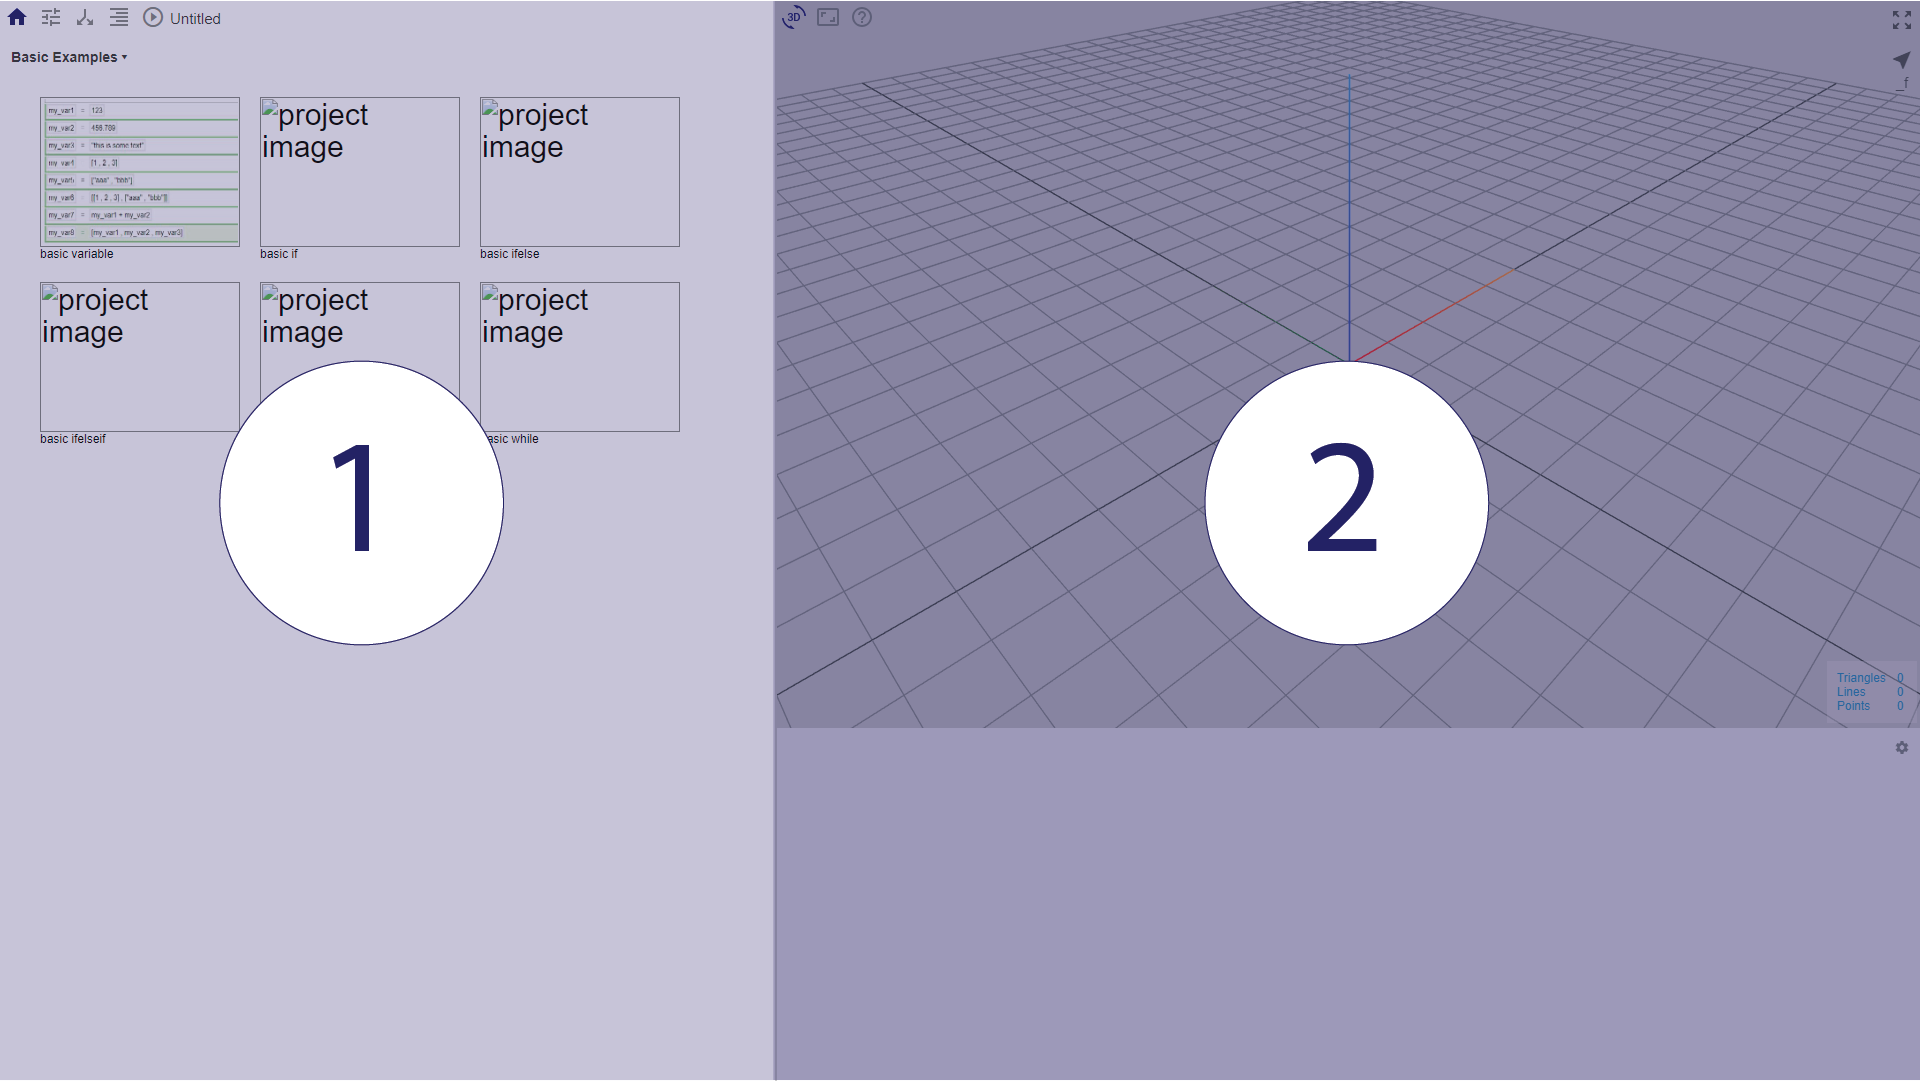 Untitled
Basic Examples
my_var1 = 123
my_var2 = 456.789
my_var3 = "this is some text"
my_var4 = [1 , 2 , 3]
my_var5 = ["aaa" , "bbb"]
my_var6 = [[1 , 2 , 3] , ["aaa" , "bbb"]]
my_var7 = my_var1 + my_var2
my_var8 = [my_var1 , my_var2 , my_var3]
project image
project image
basic variable
basic if
basic ifelse
project image
project image
project image
basic ifelseif
asic while
1
3D
?
_f
2
Triangles 0
Lines 0
Points 0